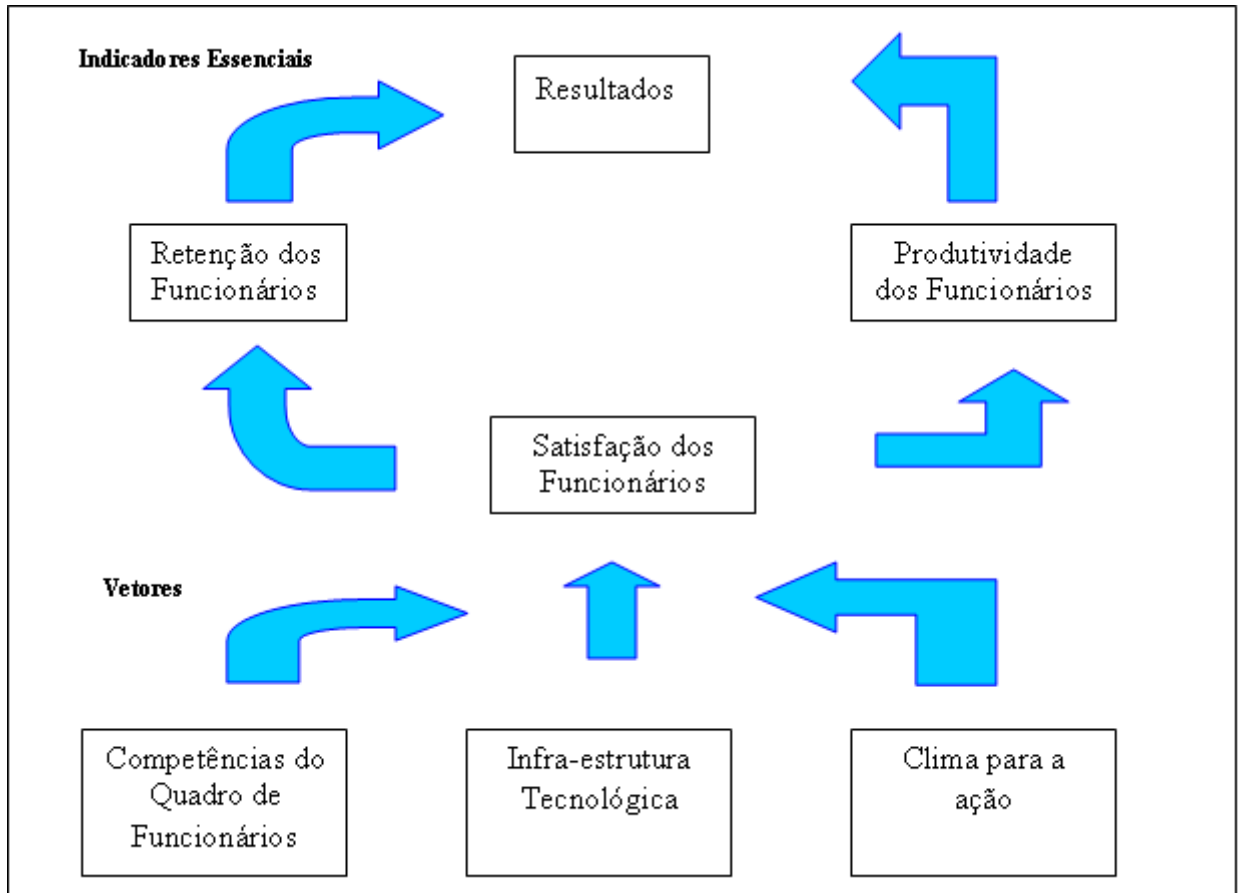 Indicadores Essenciais
Resultados
Retenção dos
Funcionários
Produtividade
dos Funcionários
Satisfação dos
Funcionários
Vetores
Competências do
Quadro de
Funcionários
Infra-estrutura
Tecnológica
Clima para a
ação